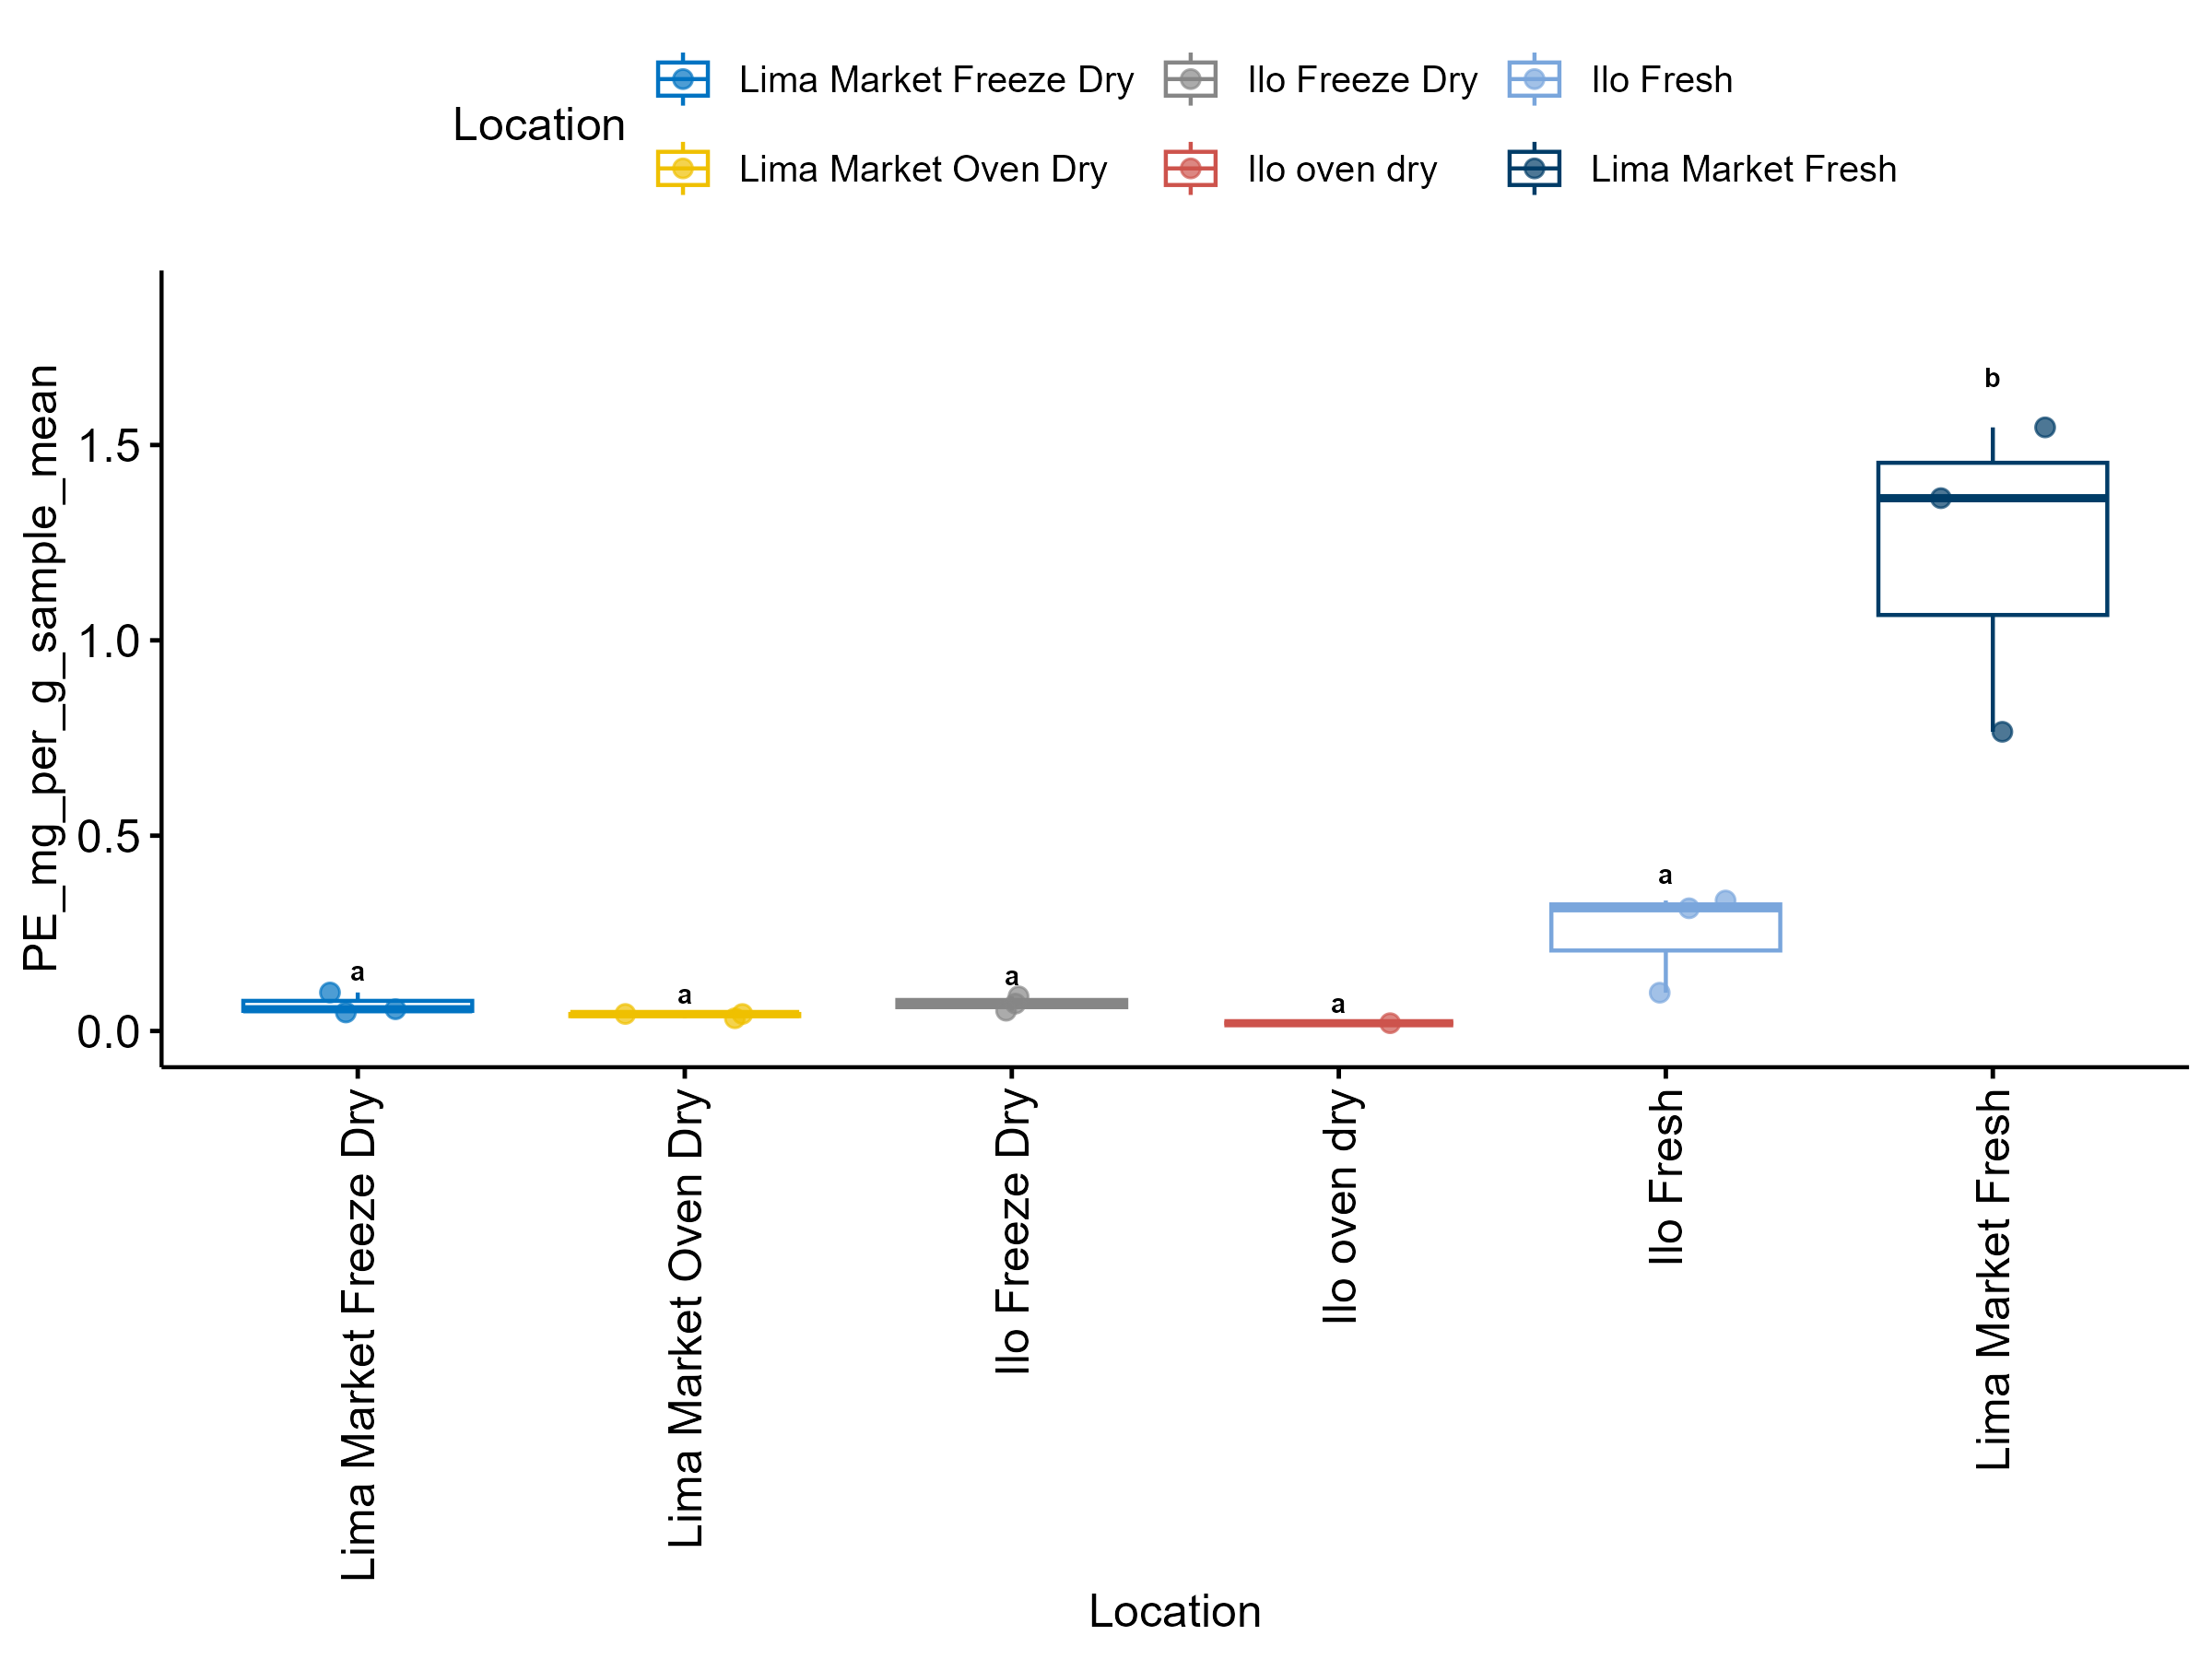 Location
Lima Market Freeze Dry
Ilo Freeze Dry
Ilo Fresh
Lima Market Oven Dry
Ilo oven dry
Lima Market Fresh
PE_mg_per_g_sample_mean
1.5
1.0
0.5
0.0
a
a
a
a
a
b
Lima Market Freeze Dry
Lima Market Oven Dry
Ilo Freeze Dry
Ilo oven dry
Ilo Fresh
Lima Market Fresh
Location